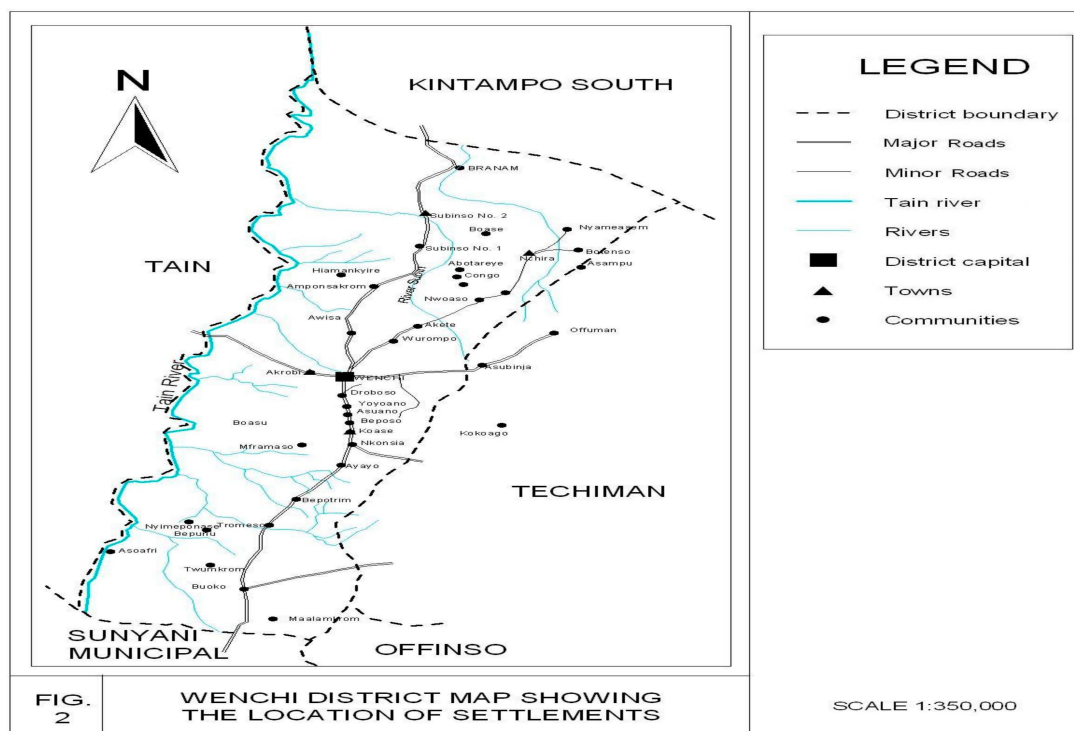 N
KINTAMPO SOUTH
BRANAM
Subinso No. 2
Boase
Nyameasem
Subinso No. 1
Nchira
Bofenso
TAIN
Hiamankyire
Abotareye
Asampu
Congo
Amponsakrom
River Subin
Nwoaso
Awisa
Akete
Offuman
Wurompo
Tain River
Akrobi
WENCHI
Asubinja
Droboso
Yoyoano
Asuano
Boasu
Beposo
Koase
Kokoago
Mframaso
Nkonsia
Ayayo
TECHIMAN
Bepotrim
Nyimeponase
Tromeso
Bepunu
Asoafri
Twumkrom
Buoko
Maalamkrom
SUNYANI
MUNICIPAL
OFFINSO
LEGEND
District boundary
Major Roads
Minor Roads
Tain river
Rivers
District capital
Towns
Communities
FIG.
2
WENCHI DISTRICT MAP SHOWING
THE LOCATION OF SETTLEMENTS
SCALE 1:350,000